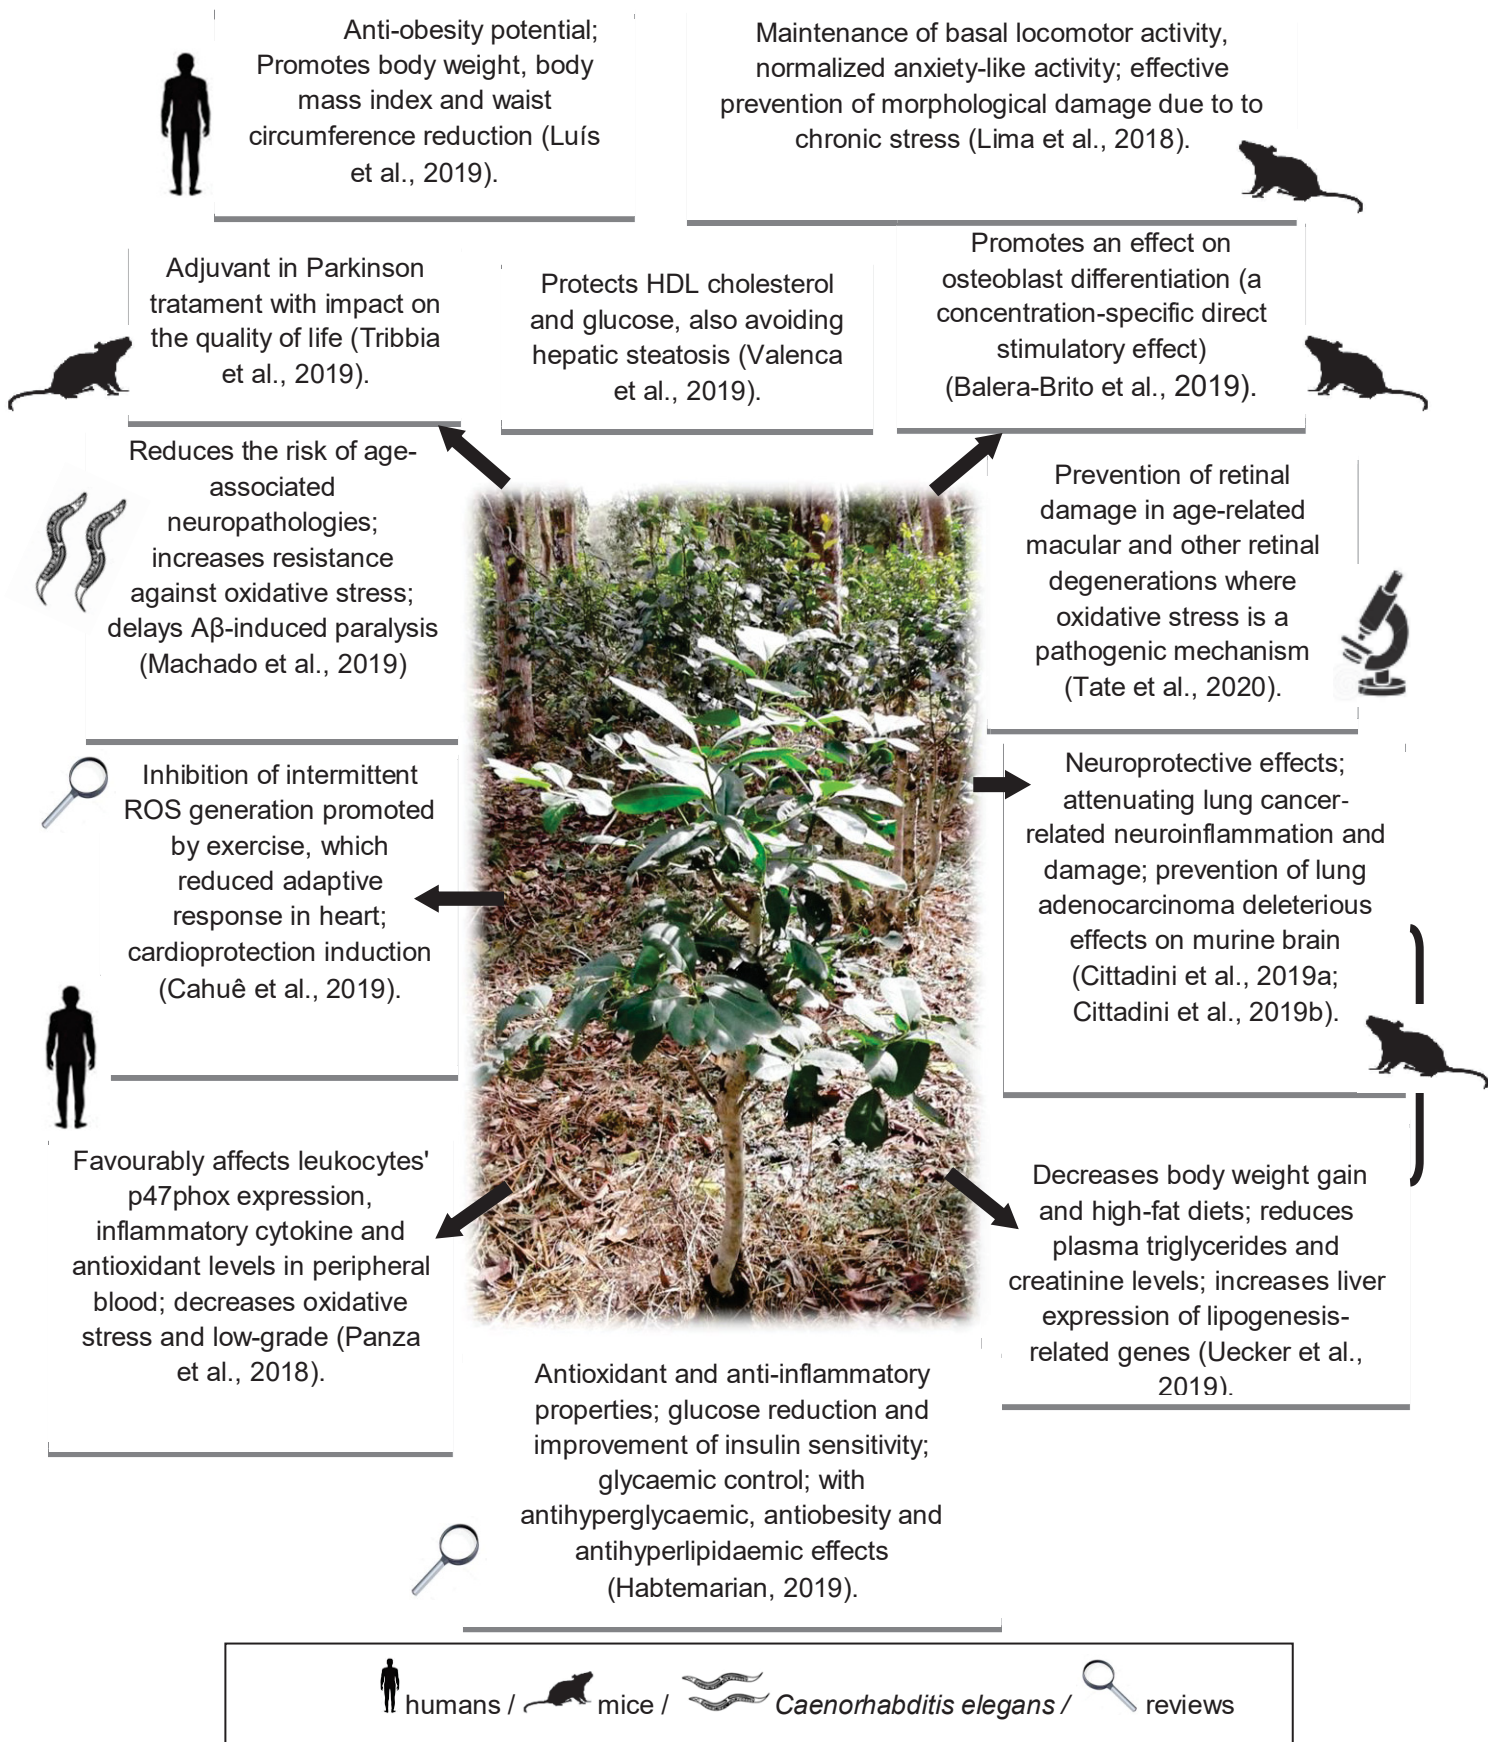 Anti-obesity potential;
Promotes body weight, body
mass index and waist
circumference reduction (Luís
et al., 2019).
Maintenance of basal locomotor activity,
normalized anxiety-like activity; effective
prevention of morphological damage due to to
chronic stress (Lima et al., 2018).
Adjuvant in Parkinson
tratament with impact on
the quality of life (Tribbia
et al., 2019).
Protects HDL cholesterol
and glucose, also avoiding
hepatic steatosis (Valenca
et al., 2019).
Promotes an effect on
osteoblast differentiation (a
concentration-specific direct
stimulatory effect)
(Balera-Brito et al., 2019).
Reduces the risk of age-
associated
neuropathologies;
increases resistance
against oxidative stress;
delays Aβ-induced paralysis
(Machado et al., 2019)
Prevention of retinal
damage in age-related
macular and other retinal
degenerations where
oxidative stress is a
pathogenic mechanism
(Tate et al., 2020).
Inhibition of intermittent
ROS generation promoted
by exercise, which
reduced adaptive
response in heart;
cardioprotection induction
(Cahuê et al., 2019).
Neuroprotective effects;
attenuating lung cancer-
related neuroinflammation and
damage; prevention of lung
adenocarcinoma deleterious
effects on murine brain
(Cittadini et al., 2019a;
Cittadini et al., 2019b).
Favourably affects leukocytes'
p47phox expression,
inflammatory cytokine and
antioxidant levels in peripheral
blood; decreases oxidative
stress and low-grade (Panza
et al., 2018).
Decreases body weight gain
and high-fat diets; reduces
plasma triglycerides and
creatinine levels; increases liver
expression of lipogenesis-
related genes (Uecker et al.,
2019).
Antioxidant and anti-inflammatory
properties; glucose reduction and
improvement of insulin sensitivity;
glycaemic control; with
antihyperglycaemic, antiobesity and
antihyperlipidaemic effects
(Habtemarian, 2019).
humans / mice / Caenorhabditis elegans / reviews